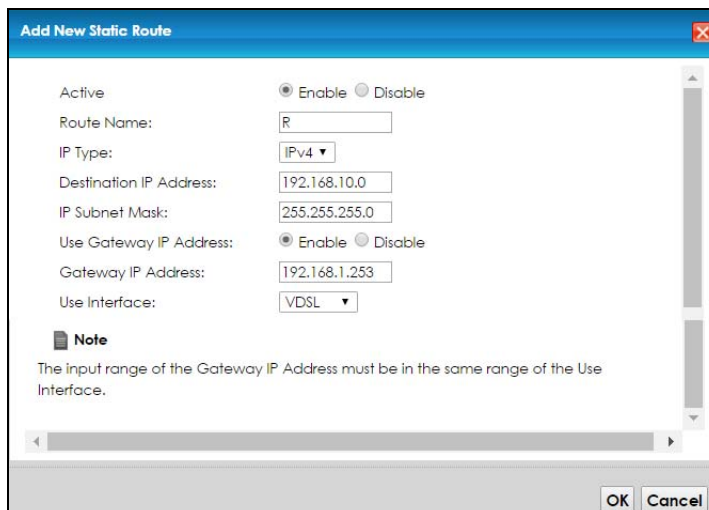 Add New Static Route
Active Enable Disable
Route Name: R
IP Type: IPv4
Destination IP Address: 192.168.10.0
IP Subnet Mask: 255.255.255.0
Use Gateway IP Address: Enable Disable
Gateway IP Address: 192.168.1.253
Use Interface: VDSL
Note
The input range of the Gateway IP Address must be in the same range of the Use
Interface.
OK Cancel